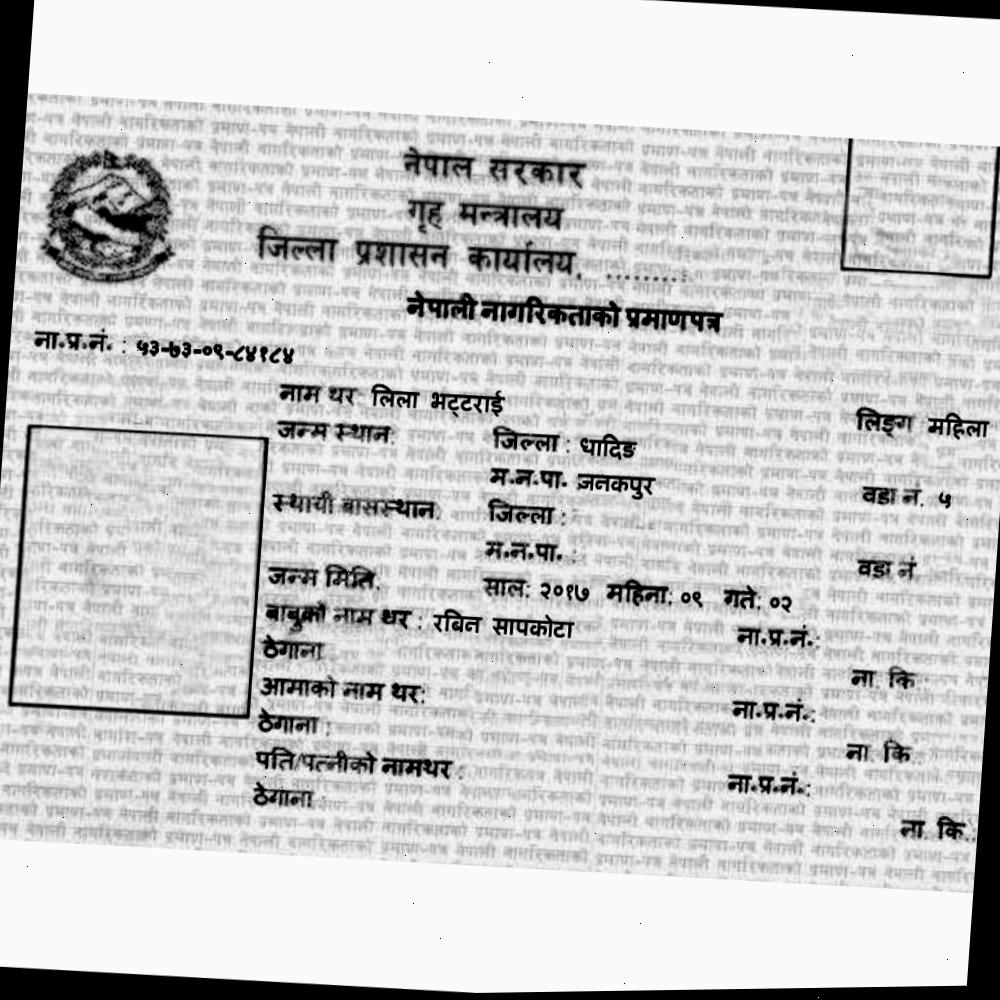 नेपाल सरकार
गृह मन्त्रालय
जिल्ला प्रशासन कार्यालय. .........
नेपाली नागरिकताको प्रमाणपत्र
ना.प्र.नं. : ५३-७३-०९-८४१८४
नाम थर: लिला भट्टराई लिङ्ग महिला
जन्म स्थान: जिल्ला : धादिङ
म.न.पा. जनकपुर वडा नं. ५
स्थायी बासस्थान: जिल्ला :
म.न.पा. : वडा नं
जन्म मिति: साल: २०१७ महिना: ०९ गते: ०२
बाबुको नाम थर : रबिन सापकोटा ना.प्र.नं.:
ठेगाना ना. कि :
आमाको नाम थर: ना.प्र.नं.:
ठेगाना : ना. कि :
पति/पत्नीको नामथर : ना.प्र.नं.:
ठेगाना : ना. कि.: